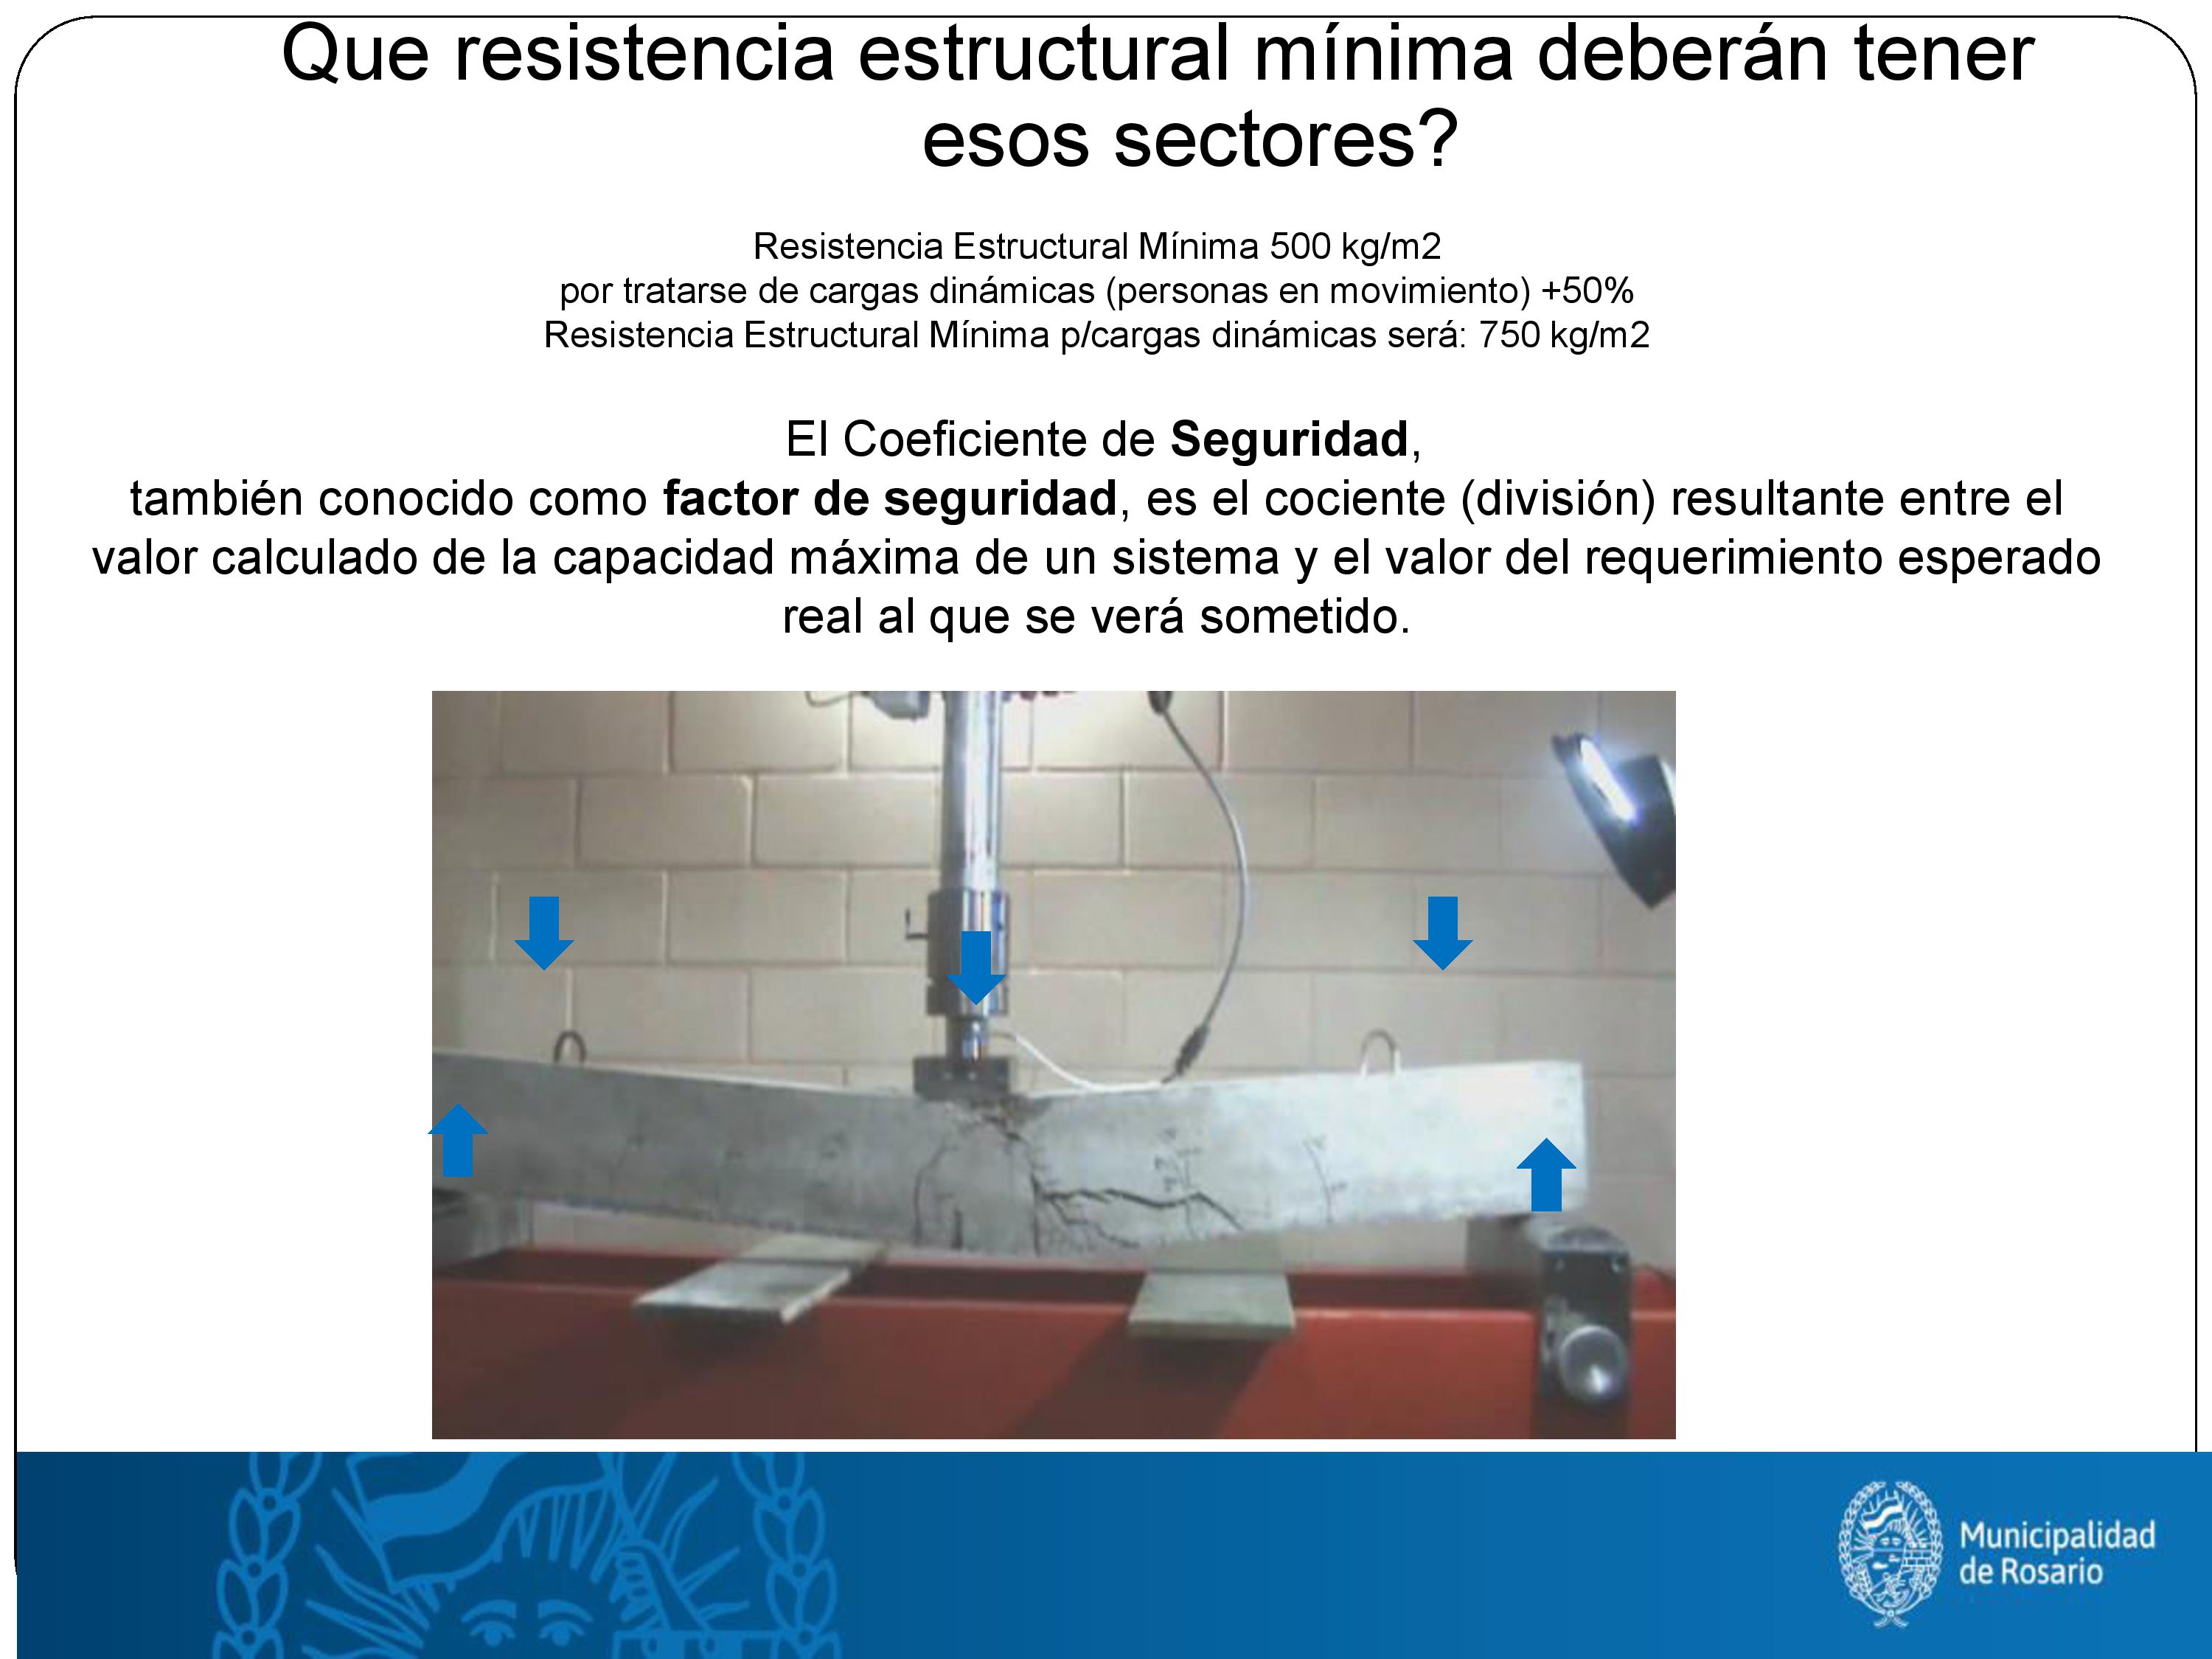 Que resistencia estructural mínima deberán tener
esos sectores?
Resistencia Estructural Mínima 500 kg/m2
por tratarse de cargas dinámicas (personas en movimiento) +50%
Resistencia Estructural Mínima p/cargas dinámicas será: 750 kg/m2
El Coeficiente de Seguridad,
también conocido como factor de seguridad, es el cociente (división) resultante entre el
valor calculado de la capacidad máxima de un sistema y el valor del requerimiento esperado
real al que se verá sometido.
Municipalidad
de Rosario